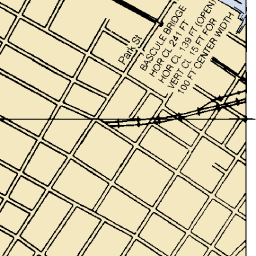 Park St
BASCULE BRIDGE
HOR CL 241 FT
HOR CL 139 FT(OPEN)
VERT CL 15 FT FOR
100 FT CENTER WIDTH